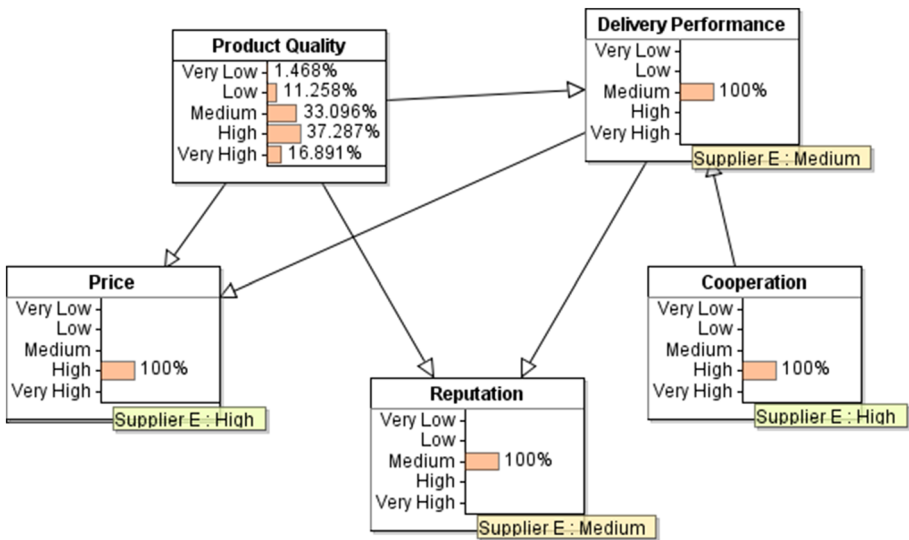 Product Quality
Very Low 1.468%
Low 11.258%
Medium 33.096%
High 37.287%
Very High 16.891%
Delivery Performance
Very Low
Low
Medium 100%
High
Very High
Supplier E : Medium
Price
Very Low
Low
Medium
High 100%
Very High
Supplier E : High
Cooperation
Very Low
Low
Medium
High 100%
Very High
Supplier E : High
Reputation
Very Low
Low
Medium 100%
High
Very High
Supplier E : Medium